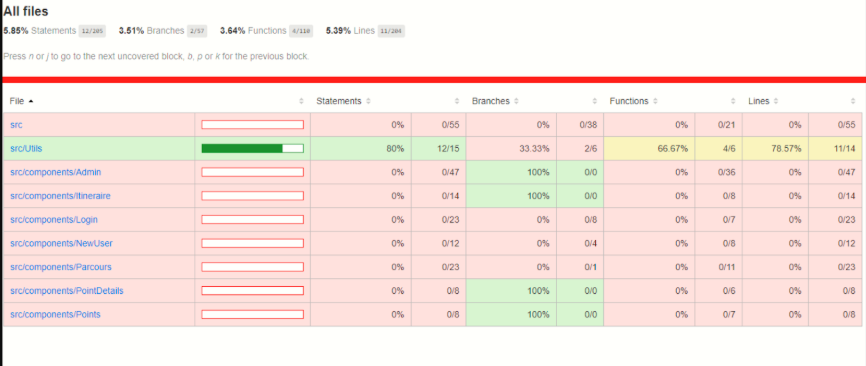 All files
5.85% Statements 12/205 3.51% Branches 2/57 3.64% Functions 4/110 5.39% Lines 11/204
Press n or j to go to the next uncovered block, b, p or k for the previous block.
File Statements Branches Functions Lines
src 0% 0/55 0% 0/38 0% 0/21 0% 0/55
src/Utils 80% 12/15 33.33% 2/6 66.67% 4/6 78.57% 11/14
src/components/Admin 0% 0/47 100% 0/0 0% 0/36 0% 0/47
src/components/Itineraire 0% 0/14 100% 0/0 0% 0/8 0% 0/14
src/components/Login 0% 0/23 0% 0/8 0% 0/7 0% 0/23
src/components/NewUser 0% 0/12 0% 0/4 0% 0/8 0% 0/12
src/components/Parcours 0% 0/23 0% 0/1 0% 0/11 0% 0/23
src/components/PointDetails 0% 0/8 100% 0/0 0% 0/6 0% 0/8
src/components/Points 0% 0/8 100% 0/0 0% 0/7 0% 0/8